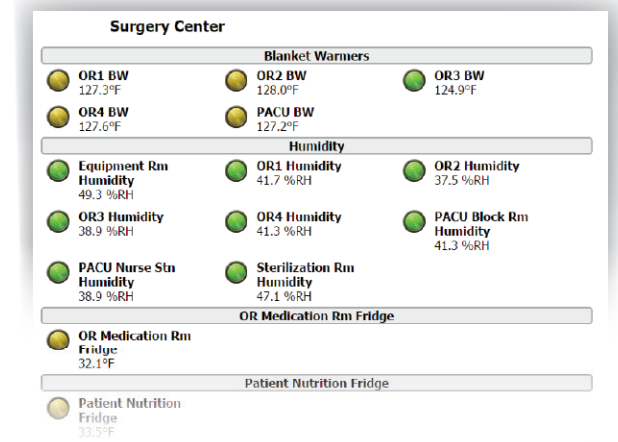 Surgery Center
Blanket Warmers
OR1 BW
127.3°F
OR2 BW
128.0°F
OR3 BW
124.9°F
OR4 BW
127.6°F
PACU BW
127.2°F
Humidity
Equipment Rm
Humidity
49.3 %RH
OR1 Humidity
41.7 %RH
OR2 Humidity
37.5 %RH
OR3 Humidity
38.9 %RH
OR4 Humidity
41.3 %RH
PACU Block Rm
Humidity
41.3 %RH
PACU Nurse Stn
Humidity
38.9 %RH
Sterilization Rm
Humidity
47.1 %RH
OR Medication Rm Fridge
OR Medication Rm
Fridge
32.1°F
Patient Nutrition Fridge
Patient Nutrition
Fridge
33.5°F